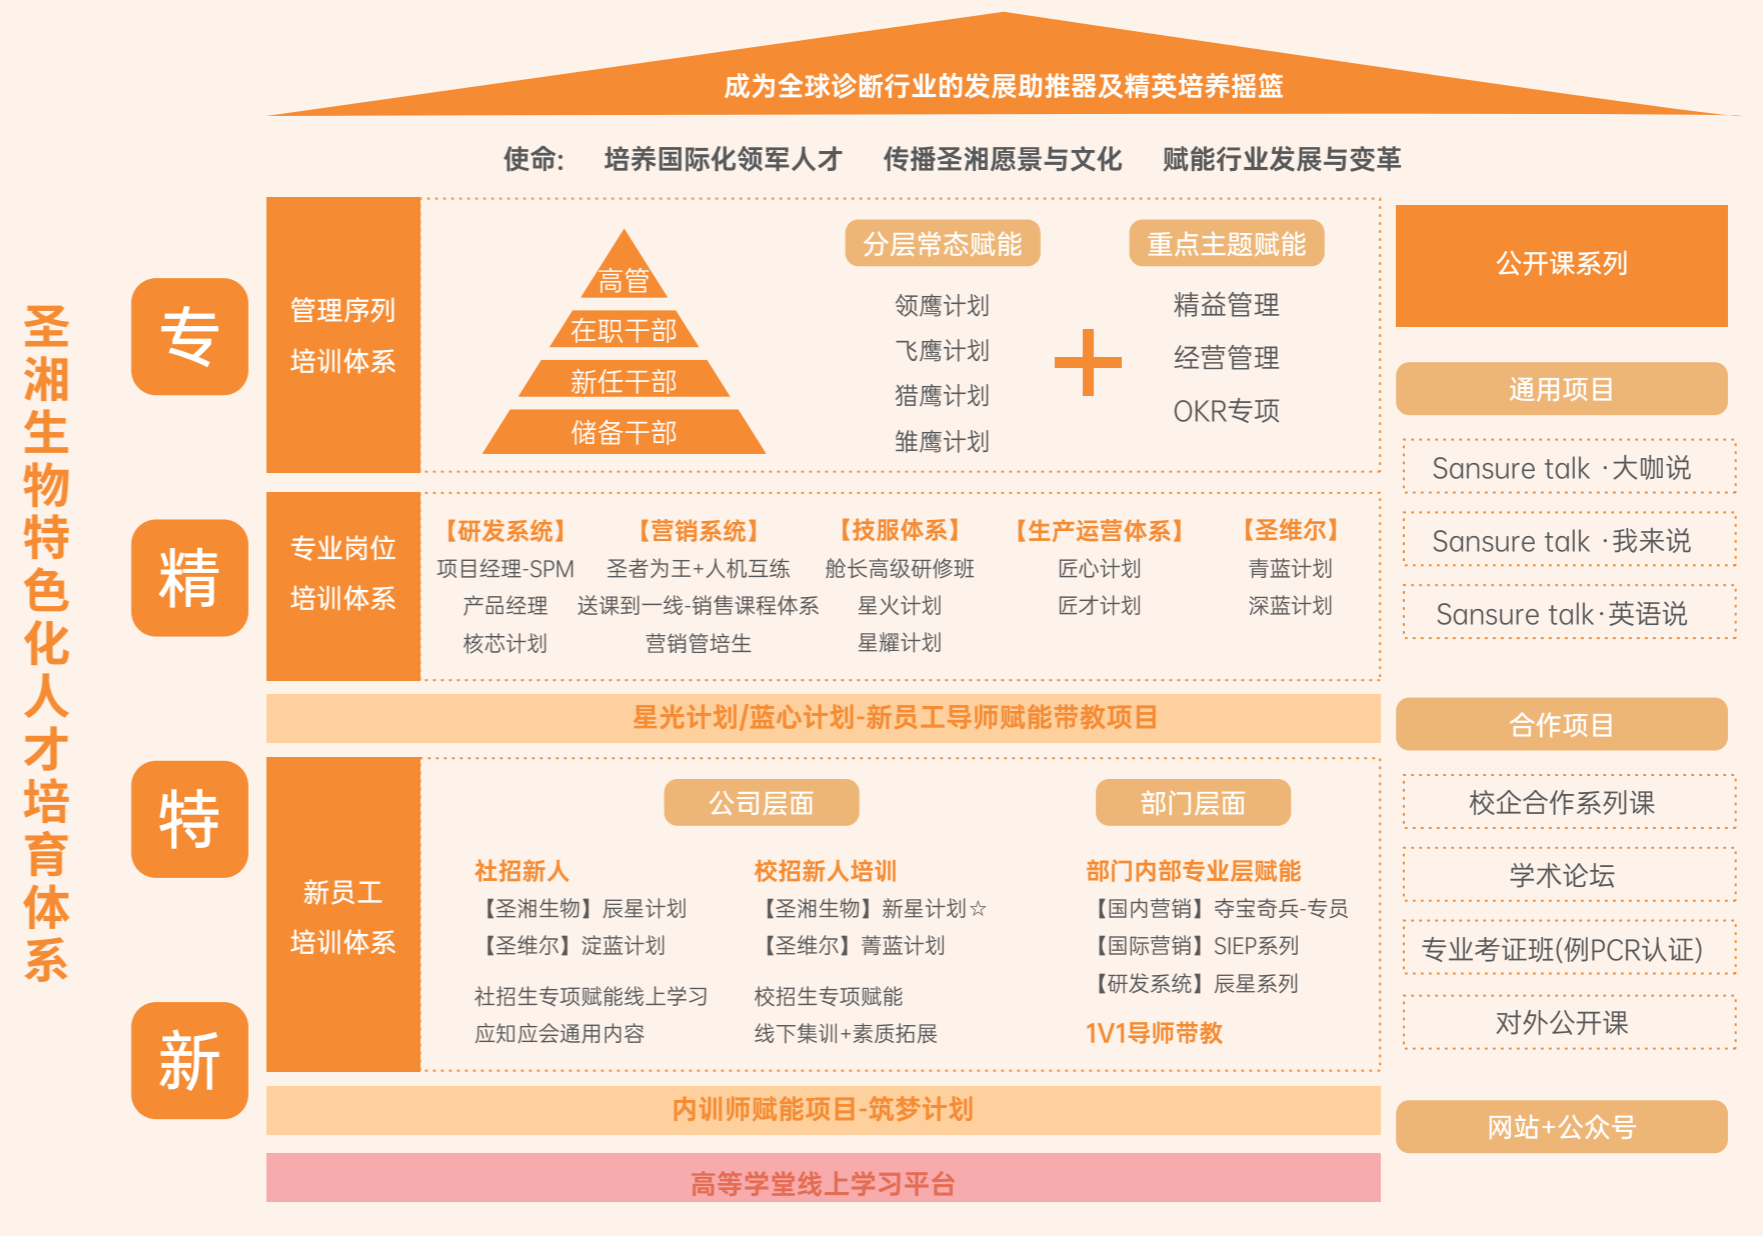 成为全球诊断行业的发展助推器及精英培养摇篮
使命: 培养国际化领军人才 传播圣湘愿景与文化 赋能行业发展与变革
圣湘生物特色化人才培育体系
专
精
特
新
管理序列
培训体系
高管
在职干部
新任干部
储备干部
分层常态赋能
领鹰计划
飞鹰计划
猎鹰计划
雏鹰计划
+
重点主题赋能
精益管理
经营管理
OKR专项
专业岗位
培训体系
【研发系统】
项目经理-SPM
产品经理
核芯计划
【营销系统】
圣者为王+人机互练
送课到一线-销售课程体系
营销管培生
【技服体系】
舱长高级研修班
星火计划
星耀计划
【生产运营体系】
匠心计划
匠才计划
【圣维尔】
青蓝计划
深蓝计划
星光计划/蓝心计划-新员工导师赋能带教项目
新员工
培训体系
公司层面
社招新人
【圣湘生物】辰星计划
【圣维尔】淀蓝计划
社招生专项赋能线上学习
应知应会通用内容
校招新人培训
【圣湘生物】新星计划☆
【圣维尔】菁蓝计划
校招生专项赋能
线下集训+素质拓展
部门层面
部门内部专业层赋能
【国内营销】夺宝奇兵-专员
【国际营销】SIEP系列
【研发系统】辰星系列
1V1导师带教
内训师赋能项目-筑梦计划
高等学堂线上学习平台
公开课系列
通用项目
Sansure talk ·大咖说
Sansure talk ·我来说
Sansure talk·英语说
合作项目
校企合作系列课
学术论坛
专业考证班(例PCR认证)
对外公开课
网站+公众号